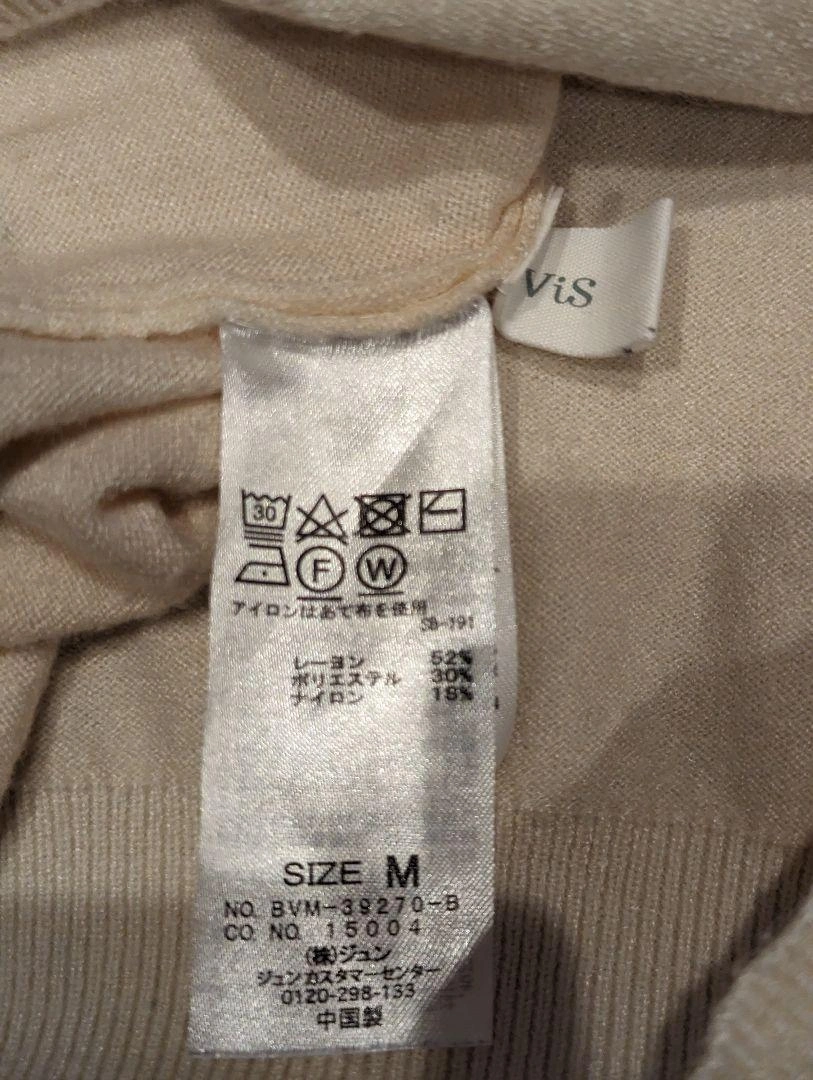 ViS
30
F W
アイロンはあて布を使用
SB-191
レーヨン 52%
ポリエステル 30%
ナイロン 18%
SIZE M
NO. BVM-39270-B
CO. NO. 15004
(株)ジュン
ジュンカスタマーセンター
0120-298-133
中国製